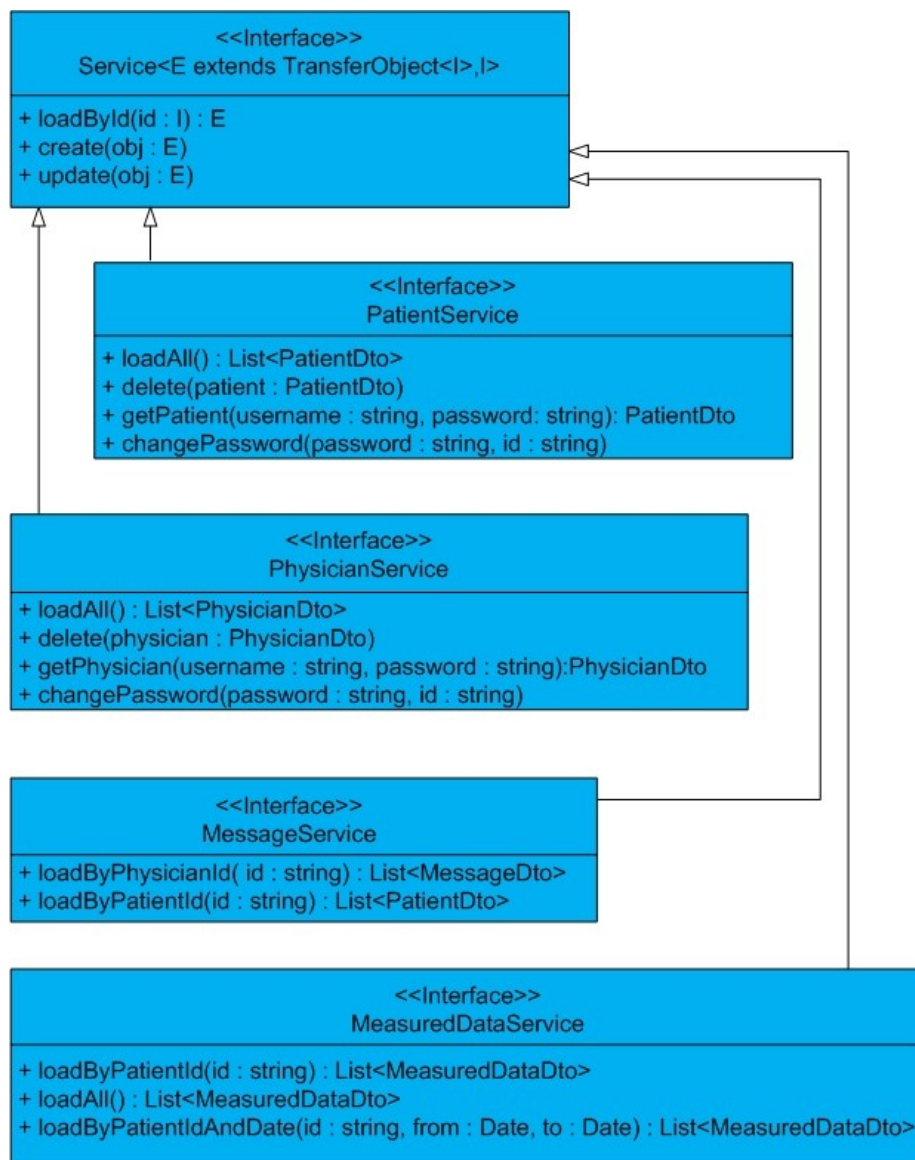 <<Interface>>
Service<E extends TransferObject<I>,I>
+ loadById(id : I) : E
+ create(obj : E)
+ update(obj : E)
<<Interface>>
PatientService
+ loadAll() : List<PatientDto>
+ delete(patient : PatientDto)
+ getPatient(username : string, password: string): PatientDto
+ changePassword(password : string, id : string)
<<Interface>>
PhysicianService
+ loadAll() : List<PhysicianDto>
+ delete(physician : PhysicianDto)
+ getPhysician(username : string, password : string):PhysicianDto
+ changePassword(password : string, id : string)
<<Interface>>
MessageService
+ loadByPhysicianId( id : string) : List<MessageDto>
+ loadByPatientId(id : string) : List<PatientDto>
<<Interface>>
MeasuredDataService
+ loadByPatientId(id : string) : List<MeasuredDataDto>
+ loadAll() : List<MeasuredDataDto>
+ loadByPatientIdAndDate(id : string, from : Date, to : Date) : List<MeasuredDataDto>